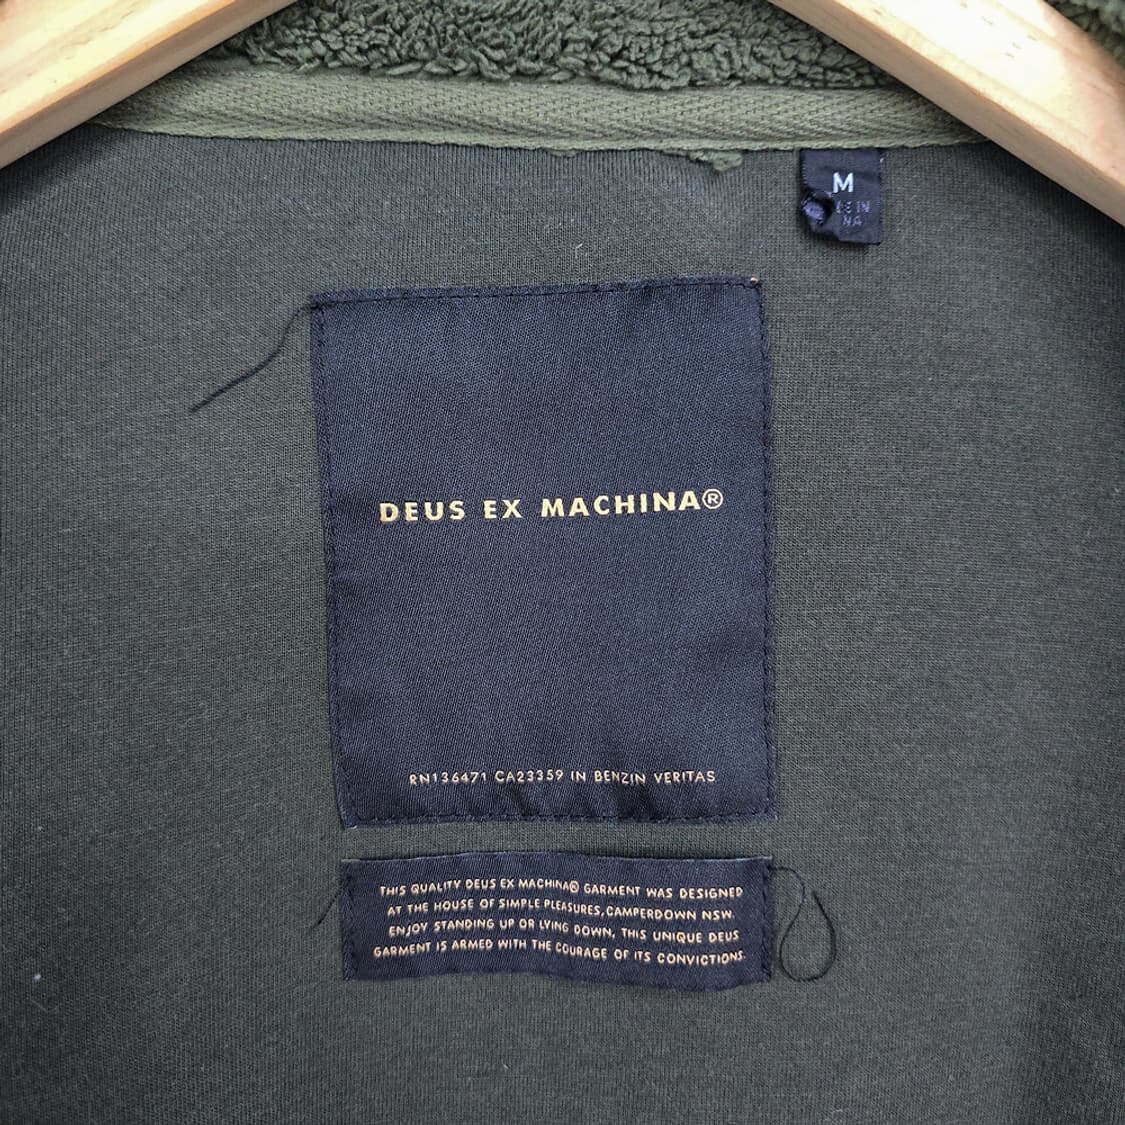 M
DEUS EX MACHINA®
RN136471 CA23359 IN BENZIN VERITAS
THIS QUALITY DEUS EX MACHINA® GARMENT WAS DESIGNED
AT THE HOUSE OF SIMPLE PLEASURES, CAMPERDOWN NSW.
ENJOY STANDING UP OR LYING DOWN, THIS UNIQUE DEUS
GARMENT IS ARMED WITH THE COURAGE OF ITS CONVICTIONS.